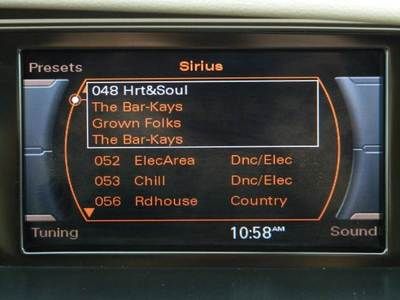 Presets Sirius
048 Hrt&Soul
The Bar-Kays
Grown Folks
The Bar-Kays
052 ElecArea Dnc/Elec
053 Chill Dnc/Elec
056 Rdhouse Country
Tuning 10:58AM Sound